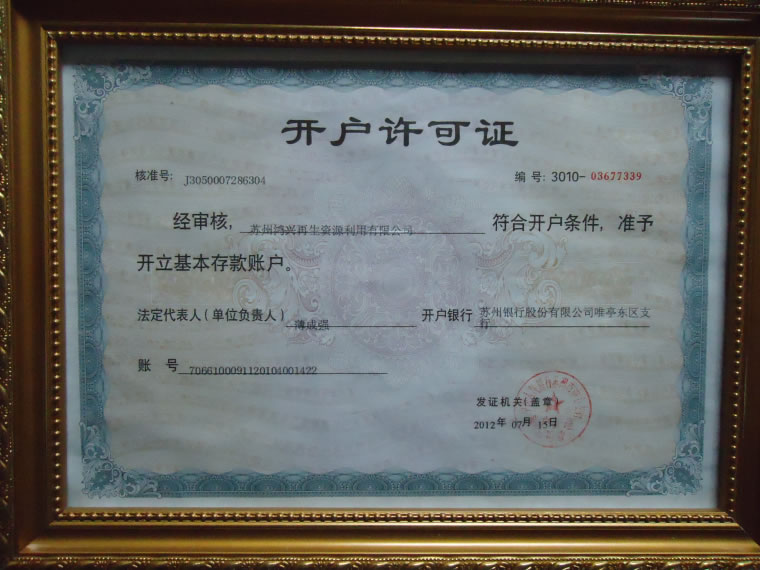 开户许可证
核准号: J3050007286304 编号: 3010-03677339
经审核, 苏州鸿兴再生资源利用有限公司 符合开户条件, 准予
开立基本存款账户。
法定代表人(单位负责人) 薄成强 开户银行 苏州银行股份有限公司唯亭东区支
行
账 号 7066100091120104001422
发证机关(盖章)
2012年 07月 15日